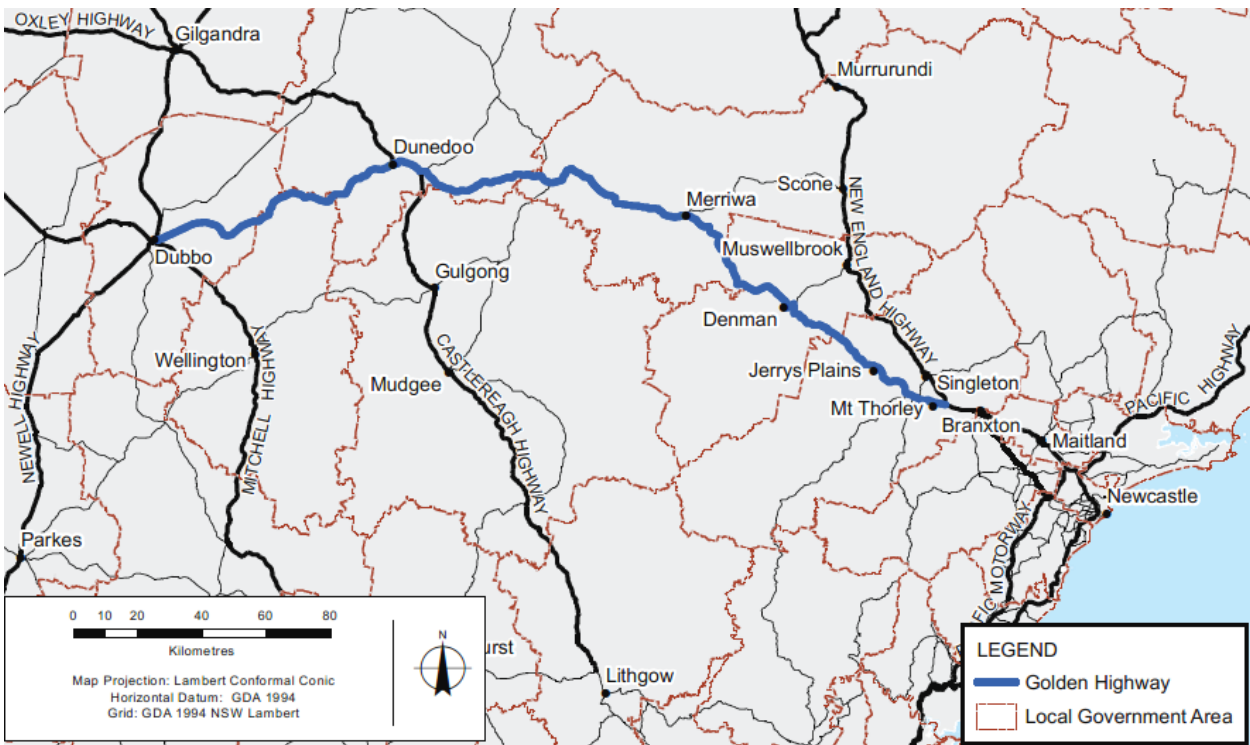 OXLEY HIGHWAY
Gilgandra
Murrurundi
Dunedoo
Scone
NEW ENGLAND HIGHWAY
Merriwa
Muswellbrook
Dubbo
Gulgong
Denman
NEWELL HIGHWAY
Wellington
MITCHELL HIGHWAY
Mudgee
CASTLEREAGH HIGHWAY
Jerrys Plains
Singleton
PACIFIC HIGHWAY
Mt Thorley
Branxton
Maitland
Newcastle
Parkes
FIC MOTORWAY
0 10 20 40 60 80
Kilometres
N
Map Projection: Lambert Conformal Conic
Horizontal Datum: GDA 1994
Grid: GDA 1994 NSW Lambert
urst
Lithgow
LEGEND
Golden Highway
Local Government Area